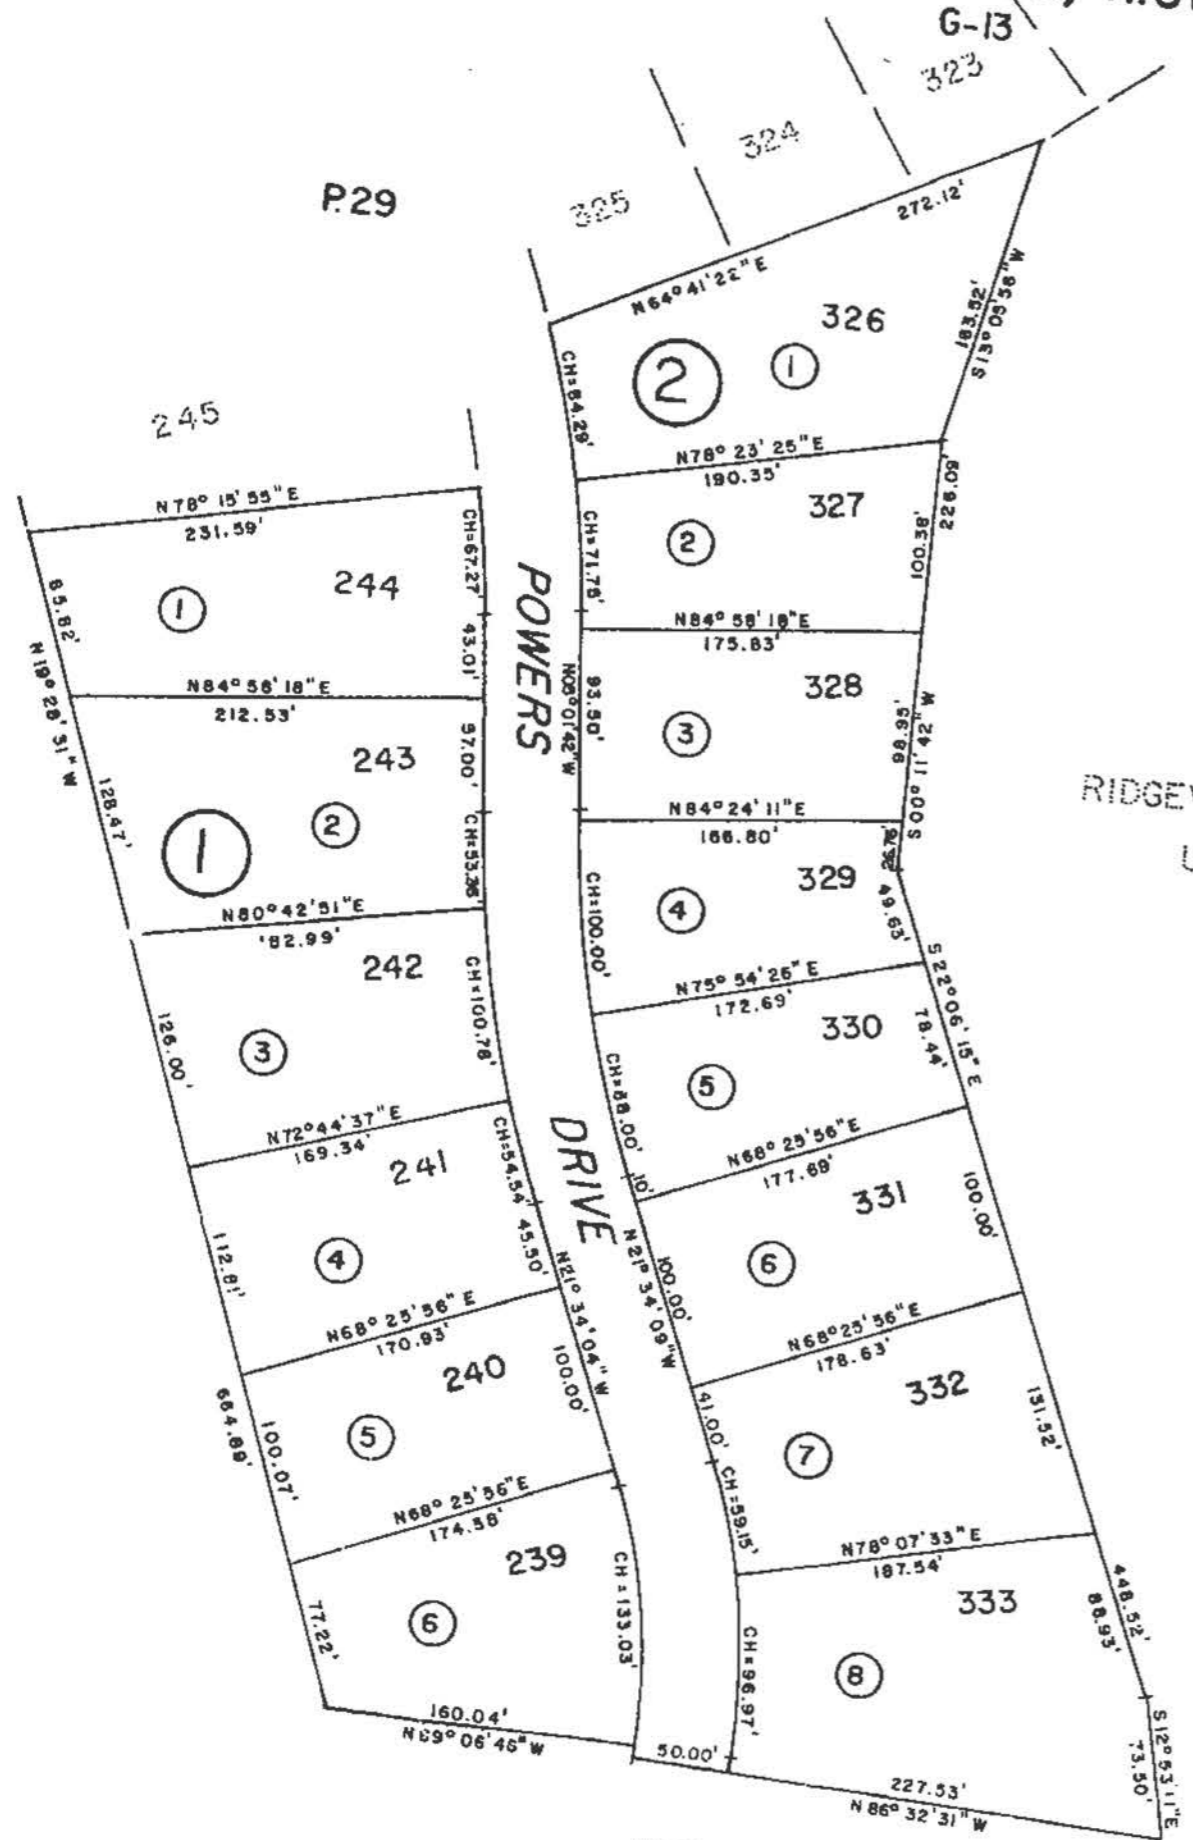 G-13
323
324
325
P.29
272.12'
N64°41'22"E
326
2
1
183.52'
S13°05'56"W
CH=84.29'
245
N78°23'25"E
190.35'
N78°15'55"E
231.59'
327
2
CH=71.75'
226.09'
100.38'
CH=67.27'
244
1
85.82'
43.01'
N19°28'31"W
POWERS
N84°58'18"E
175.83'
328
3
93.50'
N05°01'42"W
98.95'
S00°11'42"W
N84°58'18"E
212.53'
243
2
1
57.00'
CH=53.36'
128.47'
N84°24'11"E
166.80'
329
4
CH=100.00'
26.76'
49.63'
N80°42'51"E
182.99'
242
3
CH=100.78'
126.00'
N75°54'26"E
172.69'
330
5
CH=88.00'
10'
S22°06'15"E
78.44'
N72°44'37"E
169.34'
241
4
CH=54.54'
45.50'
112.81'
DRIVE
N68°25'56"E
177.69'
331
6
100.00'
N21°34'09"W
100.00'
N68°25'56"E
170.93'
240
5
N21°34'04"W
100.00'
664.89'
100.07'
N68°25'56"E
178.63'
332
7
41.00'
CH=59.15'
131.52'
N68°25'56"E
174.58'
239
6
CH=133.03'
77.22'
N78°07'33"E
187.54'
333
8
CH=96.97'
448.52'
88.93'
160.04'
50.00'
S12°53'11"E
73.50'
227.53'
N86°32'31"W